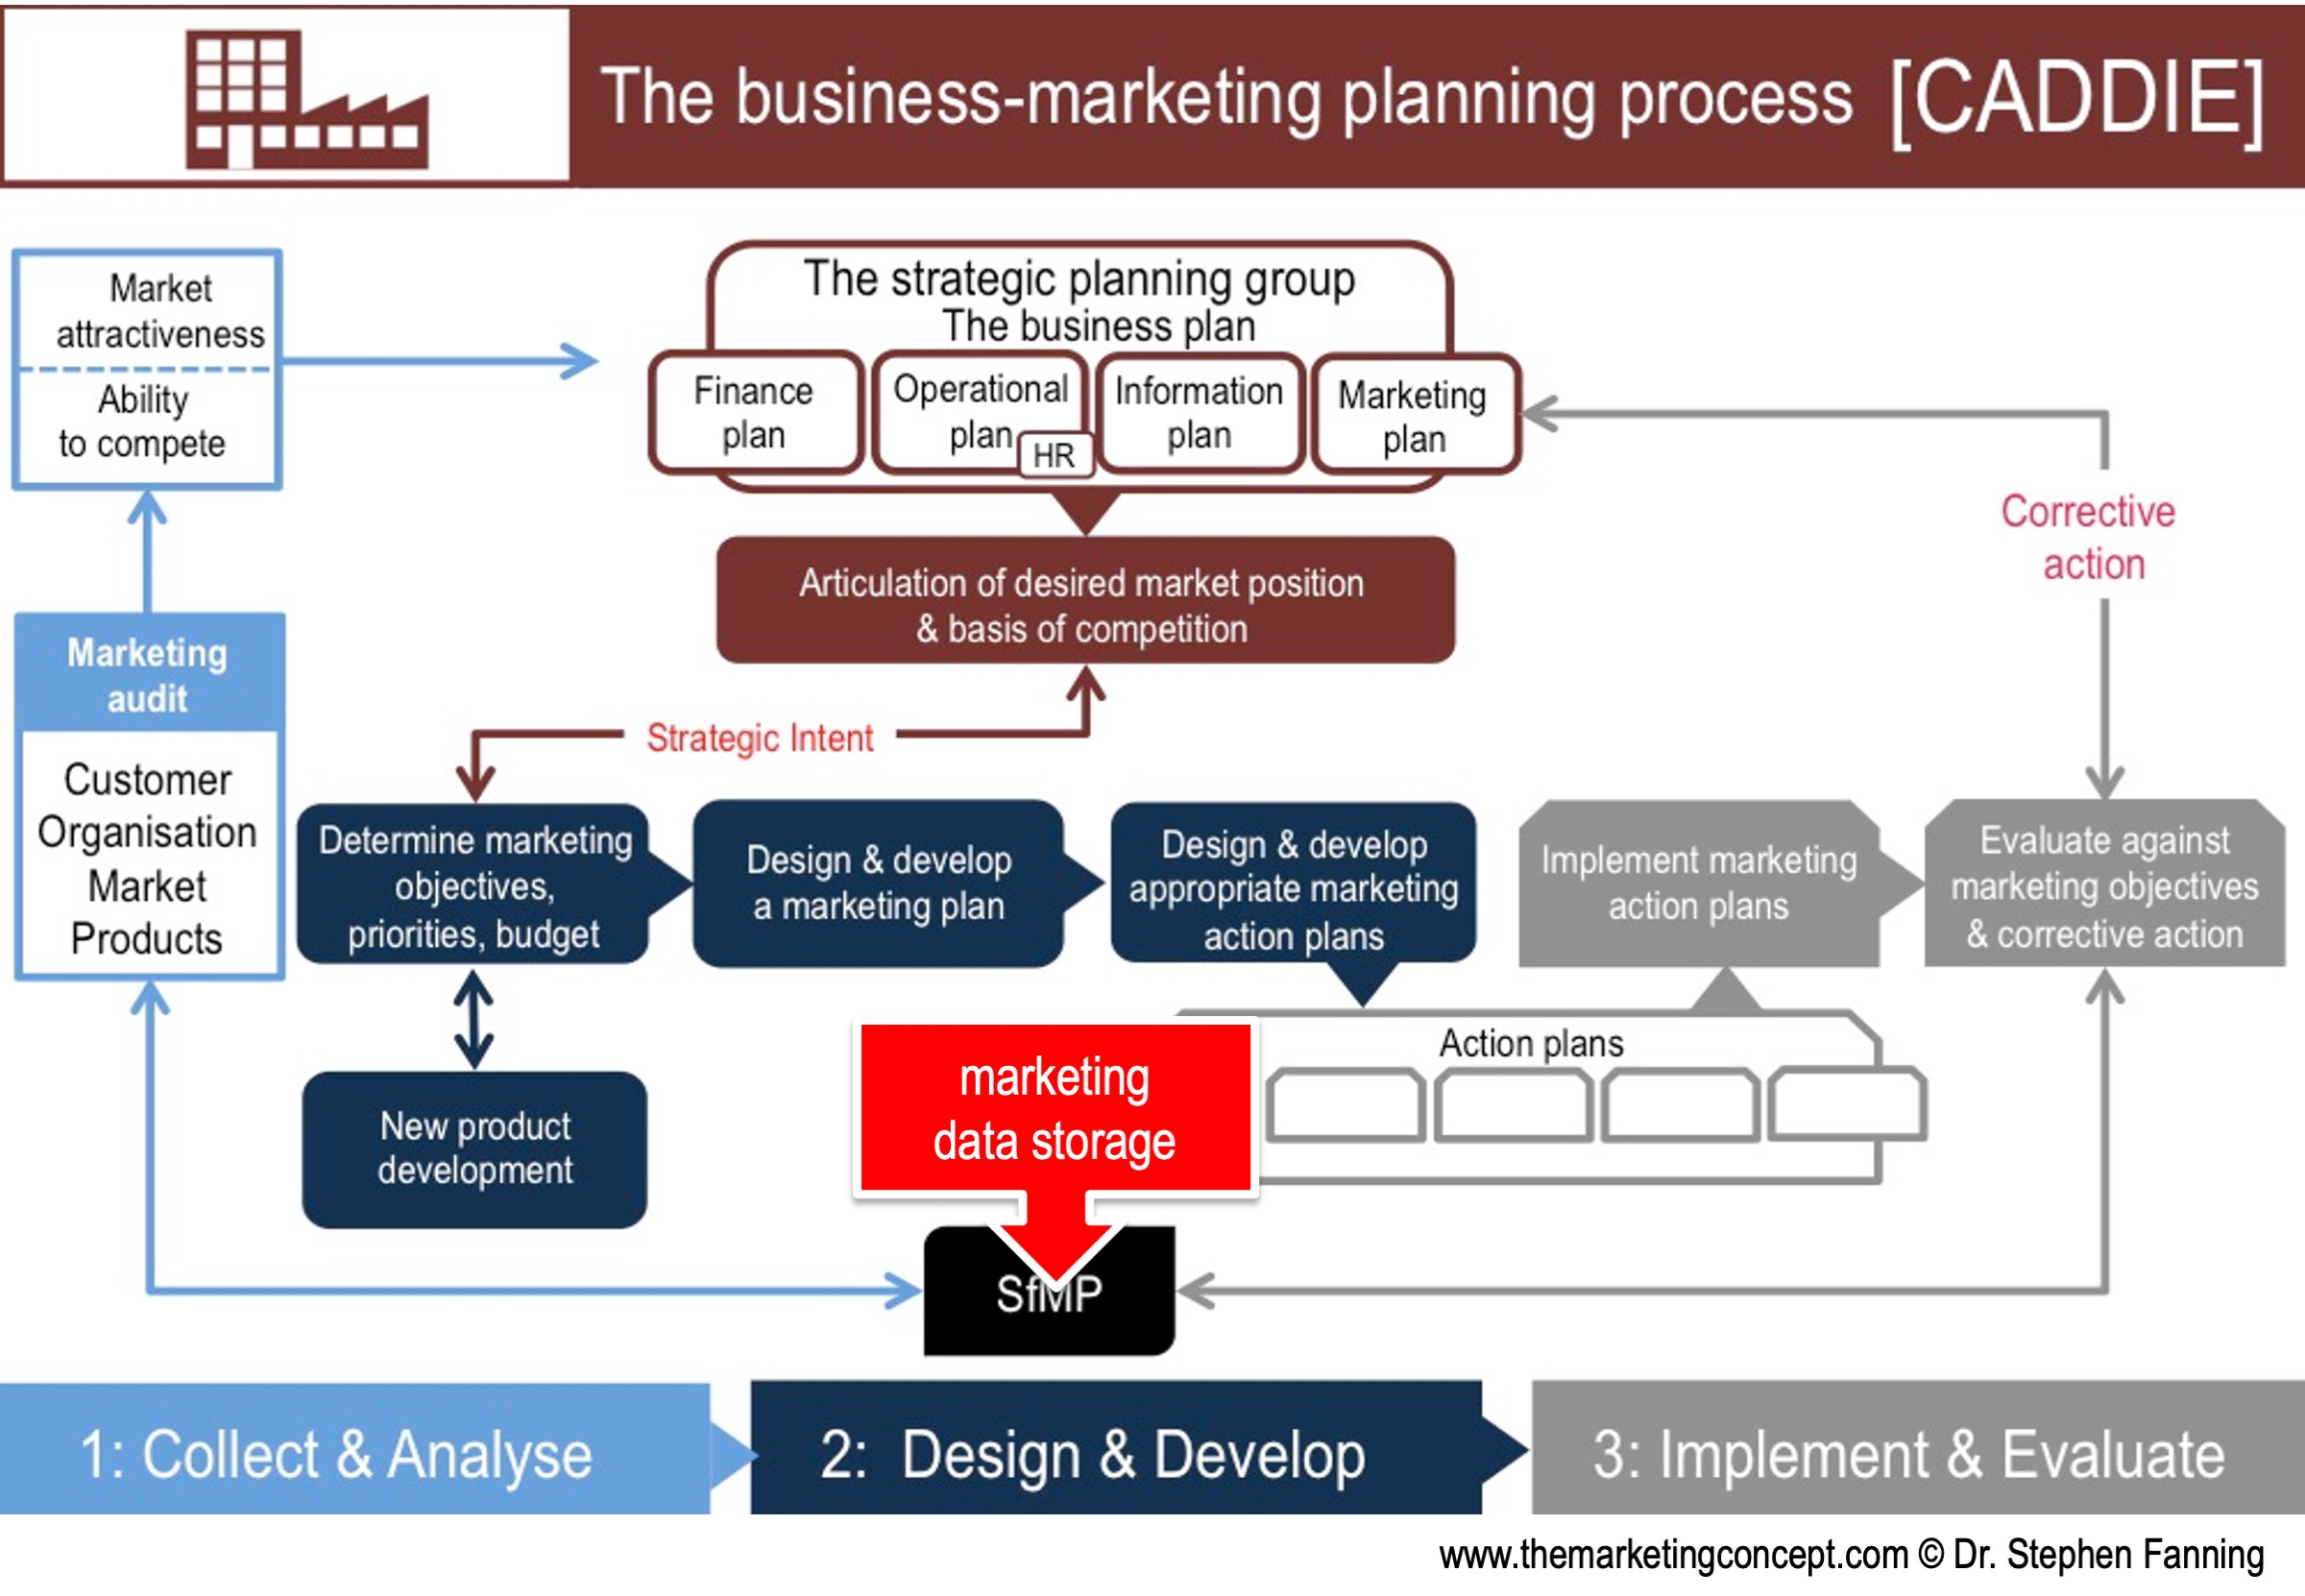 The business-marketing planning process [CADDIE]
Market
attractiveness
Ability
to compete
The strategic planning group
The business plan
Finance
plan
Operational
plan
HR
Information
plan
Marketing
plan
Corrective
action
Articulation of desired market position
& basis of competition
Marketing
audit
Customer
Organisation
Market
Products
Strategic Intent
Determine marketing
objectives,
priorities, budget
Design & develop
a marketing plan
Design & develop
appropriate marketing
action plans
Implement marketing
action plans
Evaluate against
marketing objectives
& corrective action
New product
development
marketing
data storage
Action plans
SfMP
1: Collect & Analyse
2: Design & Develop
3: Implement & Evaluate
www.themarketingconcept.com © Dr. Stephen Fanning